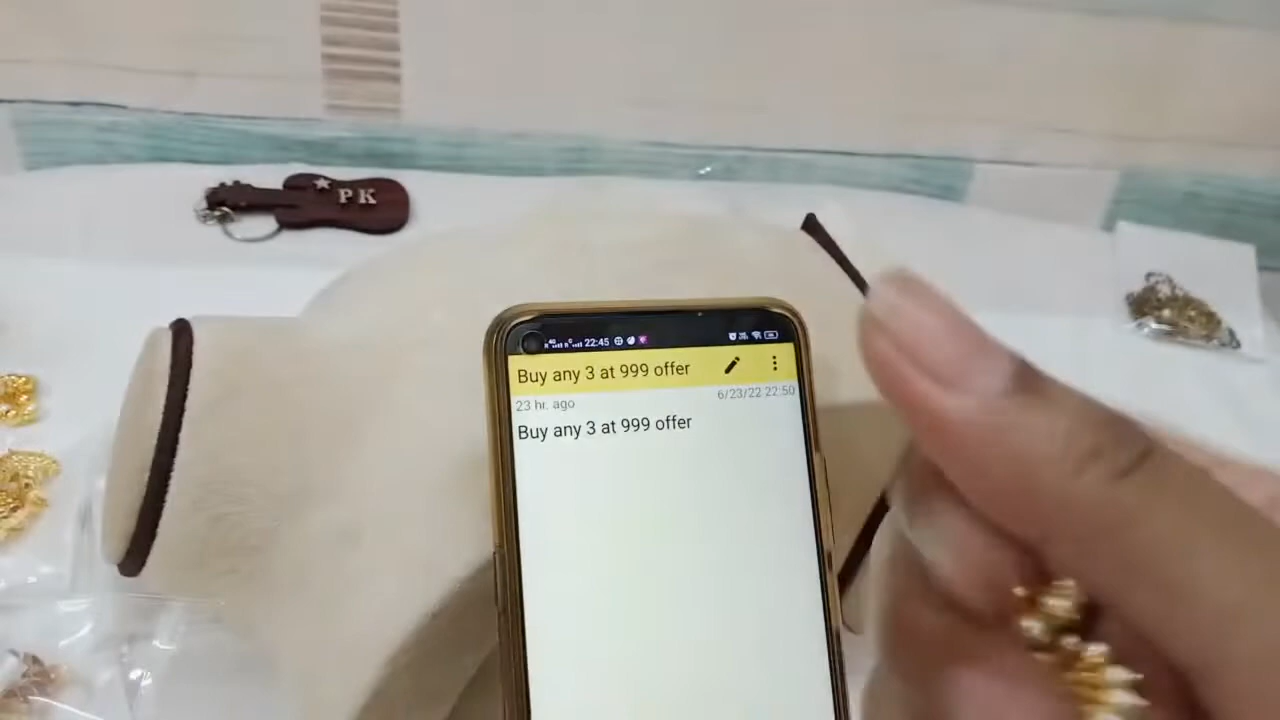 PK
22:45
Buy any 3 at 999 offer
23 hr. ago
6/23/22 22:50
Buy any 3 at 999 offer